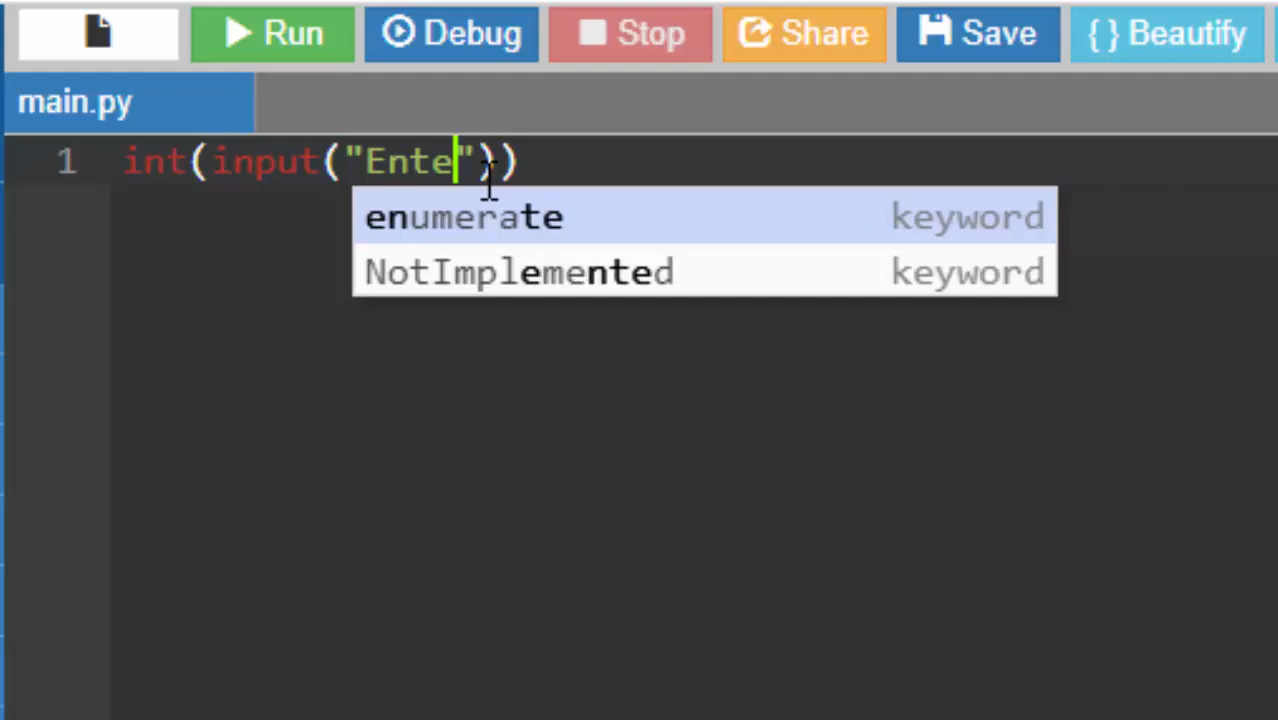 Run Debug Stop Share Save { } Beautify
main.py
1 int(input("Ente"))
enumerate keyword
NotImplemented keyword